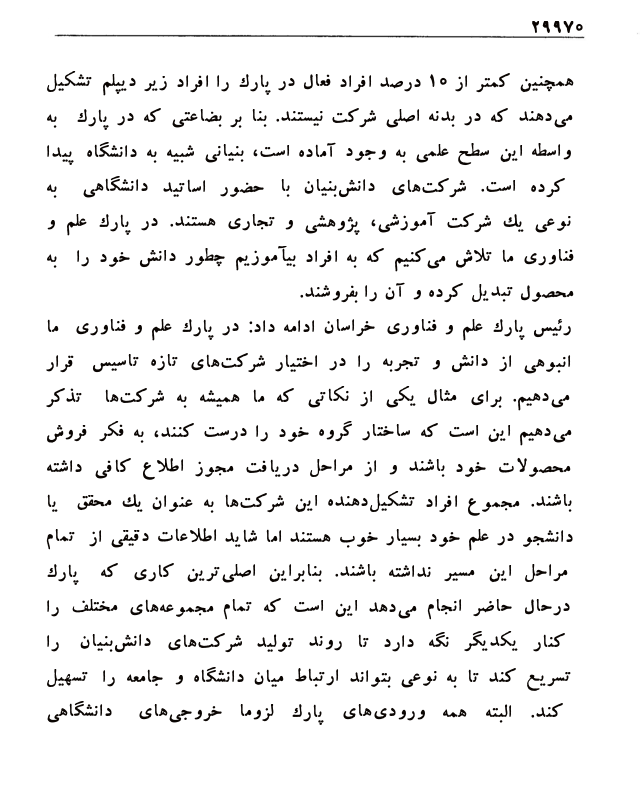 ۲۹۹۷۰
همچنین کمتر از ۱۰ درصد افراد فعال در پارك را افراد زیر دیپلم تشکیل
می‌دهند که در بدنه اصلی شرکت نیستند. بنا بر بضاعتی که در پارك به
واسطه این سطح علمی به وجود آماده است، بنیانی شبیه به دانشگاه پیدا
کرده است. شرکت‌های دانش‌بنیان با حضور اساتید دانشگاهی به
نوعی یك شرکت آموزشی، پژوهشی و تجاری هستند. در پارك علم و
فناوری ما تلاش می‌کنیم که به افراد بیآموزیم چطور دانش خود را به
محصول تبدیل کرده و آن را بفروشند.
رئیس پارك علم و فناوری خراسان ادامه داد: در پارك علم و فناوری ما
انبوهی از دانش و تجربه را در اختیار شرکت‌های تازه تاسیس قرار
می‌دهیم. برای مثال یکی از نکاتی که ما همیشه به شرکت‌ها تذکر
می‌دهیم این است که ساختار گروه خود را درست کنند، به فکر فروش
محصولات خود باشند و از مراحل دریافت مجوز اطلاع کافی داشته
باشند. مجموع افراد تشکیل‌دهنده این شرکت‌ها به عنوان یك محقق یا
دانشجو در علم خود بسیار خوب هستند اما شاید اطلاعات دقیقی از تمام
مراحل این مسیر نداشته باشند. بنابراین اصلی‌ترین کاری که پارك
درحال حاضر انجام می‌دهد این است که تمام مجموعه‌های مختلف را
کنار یکدیگر نگه دارد تا روند تولید شرکت‌های دانش‌بنیان را
تسریع کند تا به نوعی بتواند ارتباط میان دانشگاه و جامعه را تسهیل
کند. البته همه ورودی‌های پارك لزوما خروجی‌های دانشگاهی